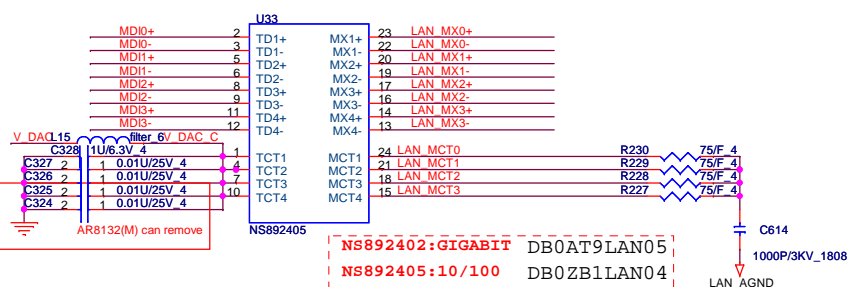 U33
MDI0+ 2 TD1+ MX1+ 23 LAN_MX0+
MDI0- 3 TD1- MX1- 22 LAN_MX0-
MDI1+ 5 TD2+ MX2+ 20 LAN_MX1+
MDI1- 6 TD2- MX2- 19 LAN_MX1-
MDI2+ 8 TD3+ MX3+ 17 LAN_MX2+
MDI2- 9 TD3- MX3- 16 LAN_MX2-
MDI3+ 11 TD4+ MX4+ 14 LAN_MX3+
MDI3- 12 TD4- MX4- 13 LAN_MX3-
V_DAC L15 filter_6 V_DAC_C
C328 1U/6.3V_4 1 TCT1 MCT1 24 LAN_MCT0 R230 75/F_4
C327 2 1 0.01U/25V_4 4 TCT2 MCT2 21 LAN_MCT1 R229 75/F_4
C326 2 1 0.01U/25V_4 7 TCT3 MCT3 18 LAN_MCT2 R228 75/F_4
C325 2 1 0.01U/25V_4 10 TCT4 MCT4 15 LAN_MCT3 R227 75/F_4
C324 2 1 0.01U/25V_4
AR8132(M) can remove
NS892405
C614
1000P/3KV_1808
LAN_AGND
NS892402:GIGABIT DB0AT9LAN05
NS892405:10/100 DB0ZB1LAN04